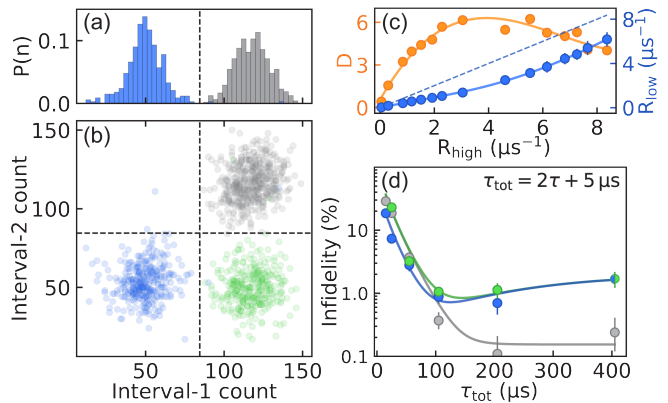 (a)
P(n)
0.1
0.0
(b)
Interval-2 count
150
100
50
50
100
150
Interval-1 count
(c)
D
6
3
0
R_low (μs⁻¹)
8
4
0
0
2
4
6
8
R_high (μs⁻¹)
(d)
τ_tot = 2τ + 5 μs
Infidelity (%)
10
1.0
0.1
0
100
200
300
400
τ_tot (μs)